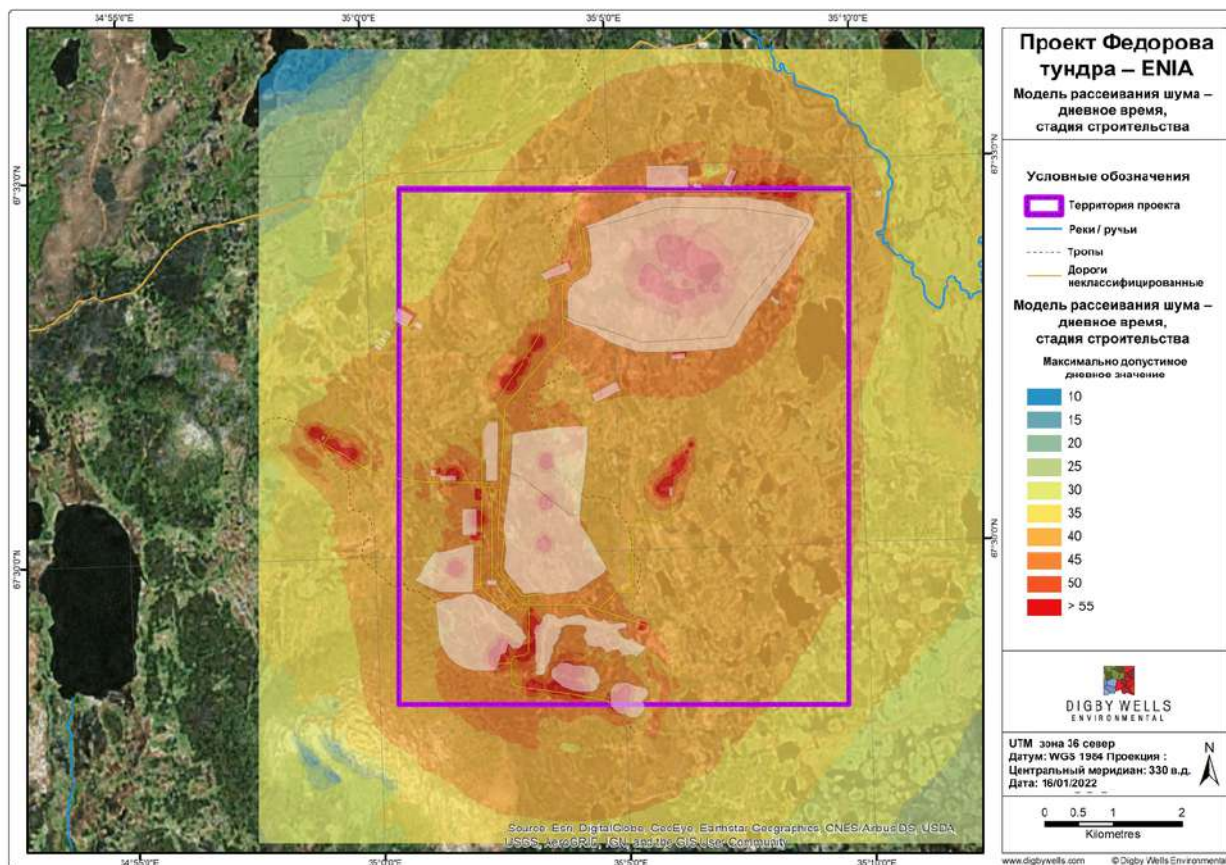 34°55'0"E
35°0'0"E
35°5'0"E
35°10'0"E
67°33'0"N
67°33'0"N
67°30'0"N
67°30'0"N
34°55'0"E
35°0'0"E
35°5'0"E
35°10'0"E
Source: Esri, DigitalGlobe, GeoEye, Earthstar Geographics, CNES/Airbus DS, USDA,
USGS, AeroGRID, IGN, and the GIS User Community
Проект Федорова
тундра – ENIA
Модель рассеивания шума –
дневное время,
стадия строительства
Условные обозначения
Территория проекта
Реки / ручьи
Тропы
Дороги
неклассифицированные
Модель рассеивания шума –
дневное время,
стадия строительства
Максимально допустимое
дневное значение
10
15
20
25
30
35
40
45
50
> 55
DIGBY WELLS
ENVIRONMENTAL
UTM зона 36 север
Датум: WGS 1984 Проекция :
Центральный меридиан: 330 в.д.
Дата: 16/01/2022
N
0 0.5 1 2
Kilometres
www.digbywells.com © Digby Wells Environmental